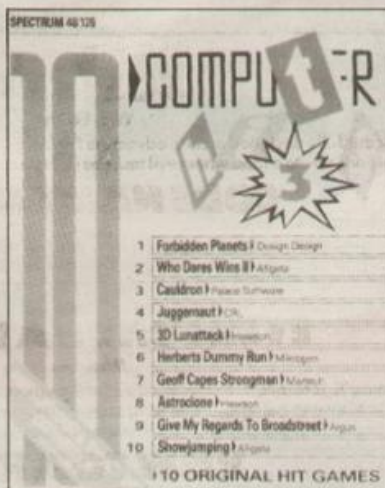 SPECTRUM 48/128
10
COMPUTER
3
1 Forbidden Planets Design Design
2 Who Dares Wins II Alligata
3 Cauldron Palace Software
4 Juggernaut CRL
5 3D Lunattack Hewson
6 Herberts Dummy Run Mikrogen
7 Geoff Capes Strongman Martech
8 Astroclone Hewson
9 Give My Regards To Broadstreet Argus
10 Showjumping Alligata
10 ORIGINAL HIT GAMES